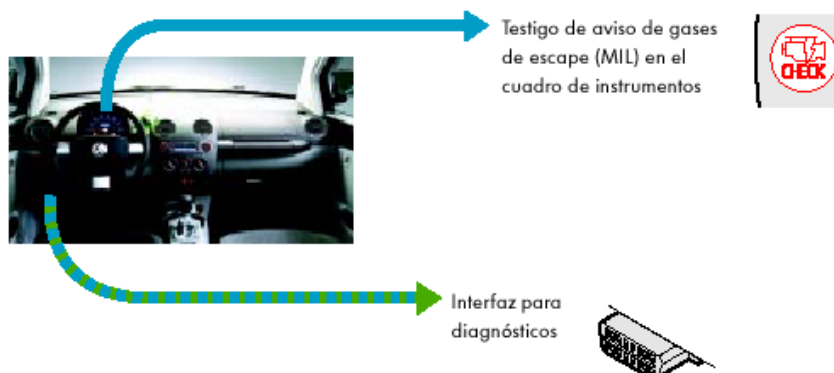 Testigo de aviso de gases
de escape (MIL) en el
cuadro de instrumentos
CHECK
Interfaz para
diagnósticos